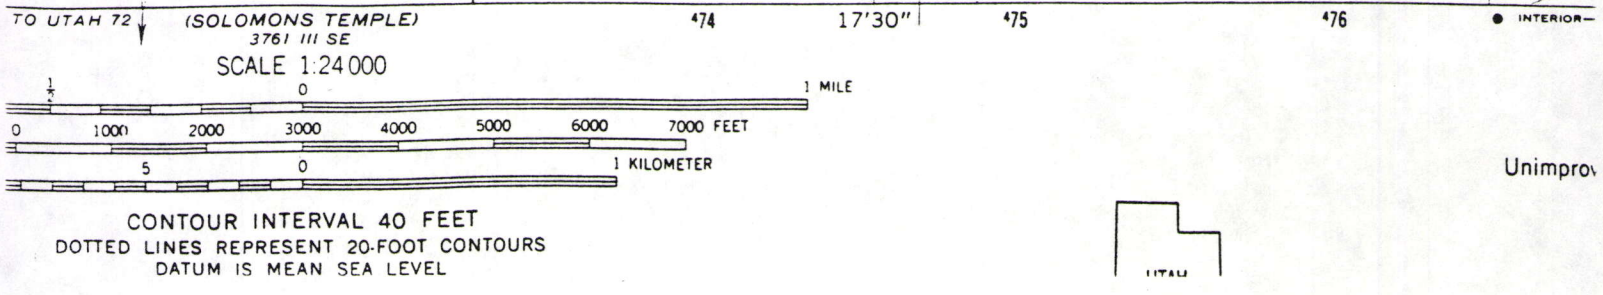 TO UTAH 72 (SOLOMONS TEMPLE) 474 17'30" 475 476 INTERIOR—
3761 III SE
SCALE 1:24 000
1/2 0 1 MILE
0 1000 2000 3000 4000 5000 6000 7000 FEET
5 0 1 KILOMETER
Unimprov
CONTOUR INTERVAL 40 FEET
DOTTED LINES REPRESENT 20-FOOT CONTOURS
DATUM IS MEAN SEA LEVEL
UTAH